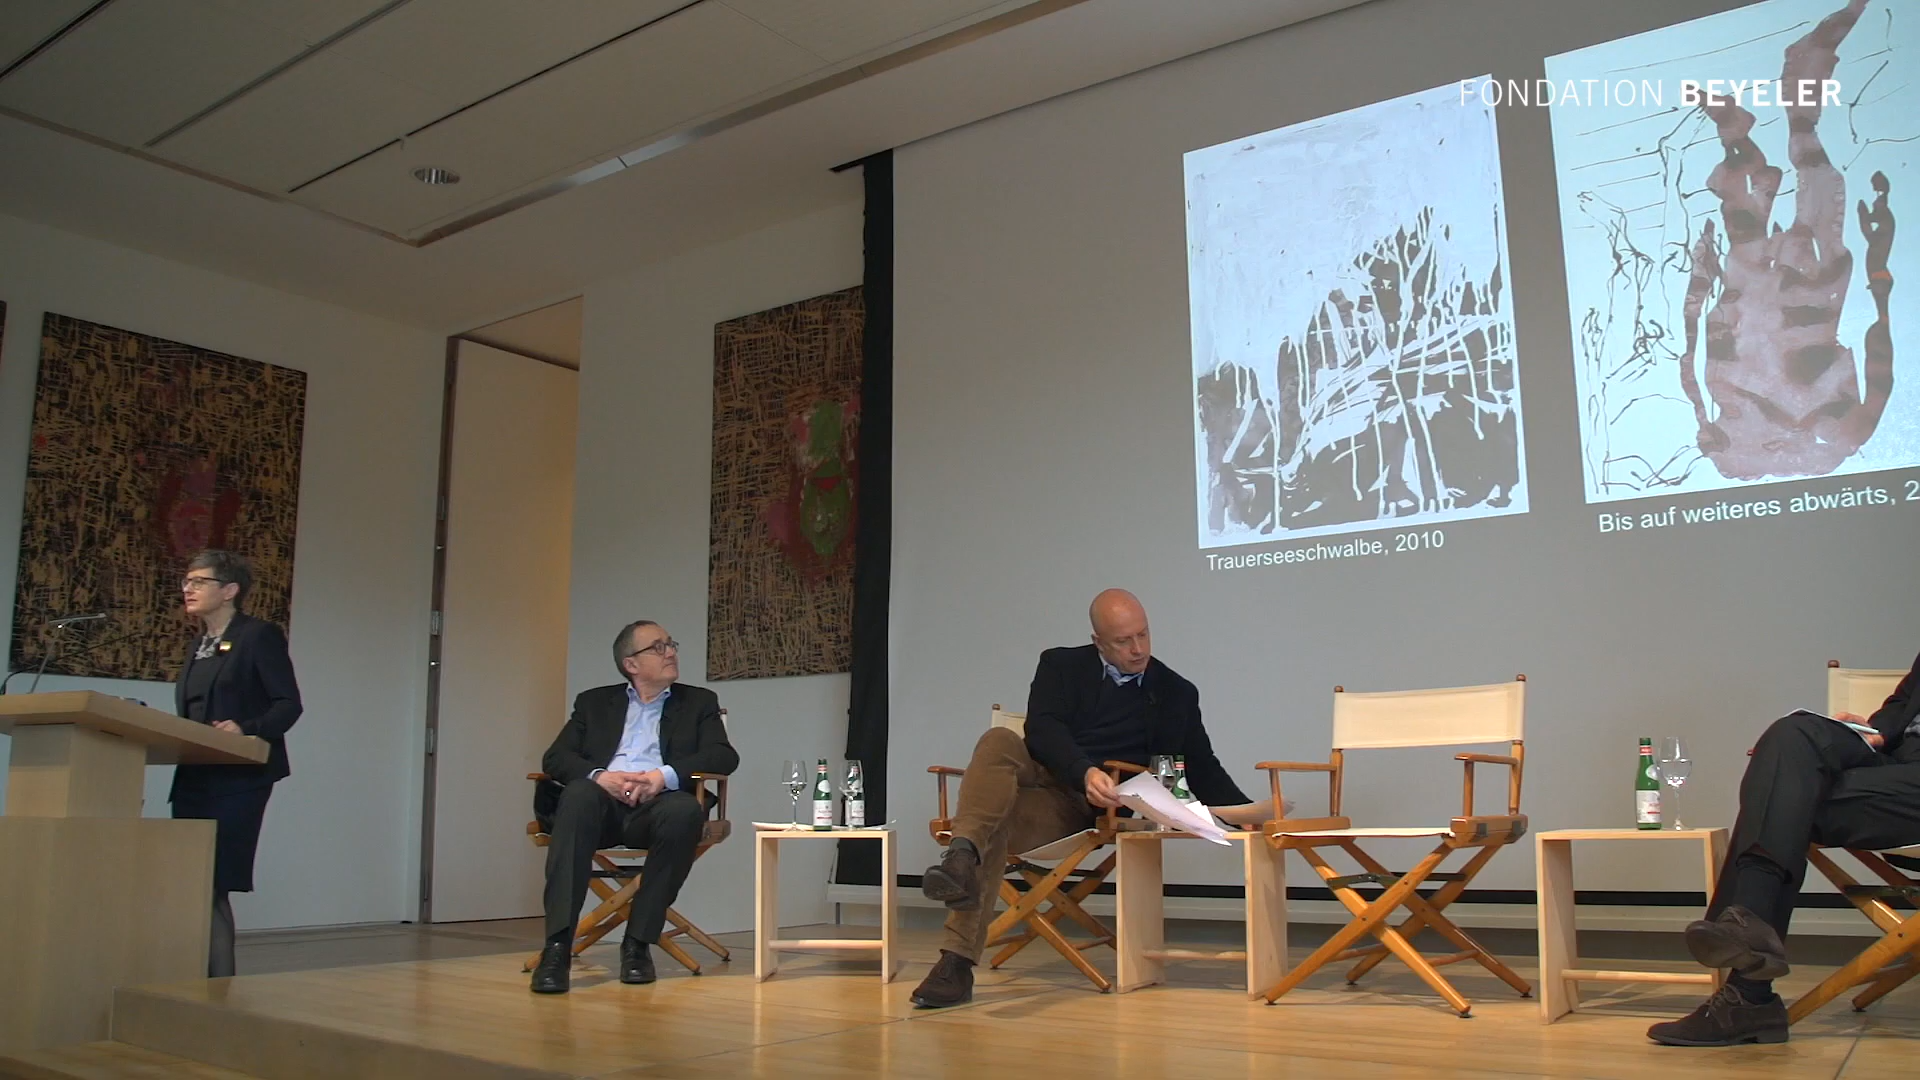 FONDATION BEYELER
Trauerseeschwalbe, 2010
Bis auf weiteres abwärts, 2